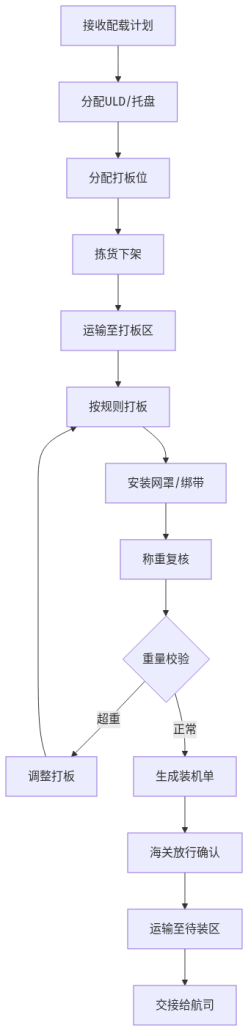 接收配载计划
分配ULD/托盘
分配打板位
拣货下架
运输至打板区
按规则打板
安装网罩/绑带
称重复核
重量校验
超重
正常
调整打板
生成装机单
海关放行确认
运输至待装区
交接给航司